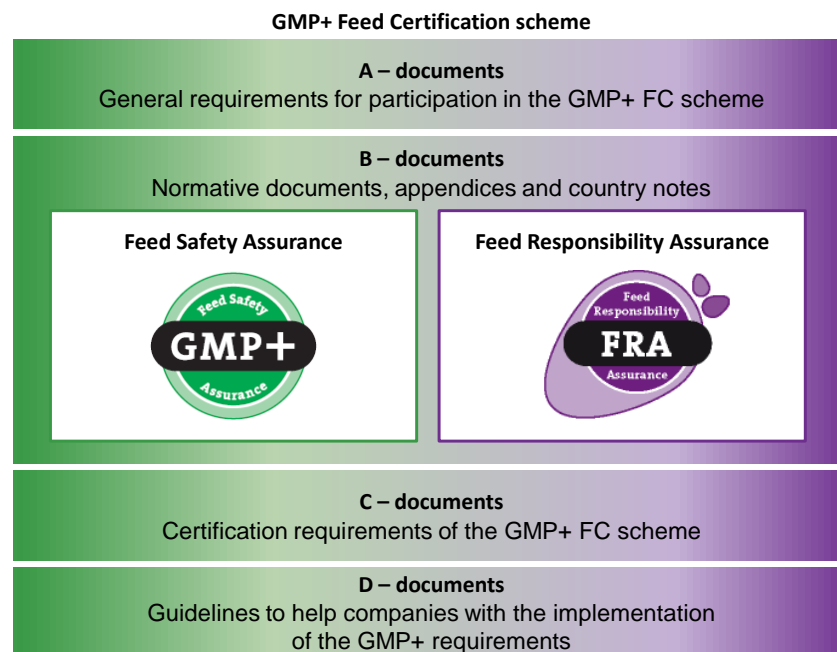 GMP+ Feed Certification scheme
A – documents
General requirements for participation in the GMP+ FC scheme
B – documents
Normative documents, appendices and country notes
Feed Safety Assurance
Feed Safety
GMP+
Assurance
Feed Responsibility Assurance
Feed
Responsibility
FRA
Assurance
C – documents
Certification requirements of the GMP+ FC scheme
D – documents
Guidelines to help companies with the implementation
of the GMP+ requirements